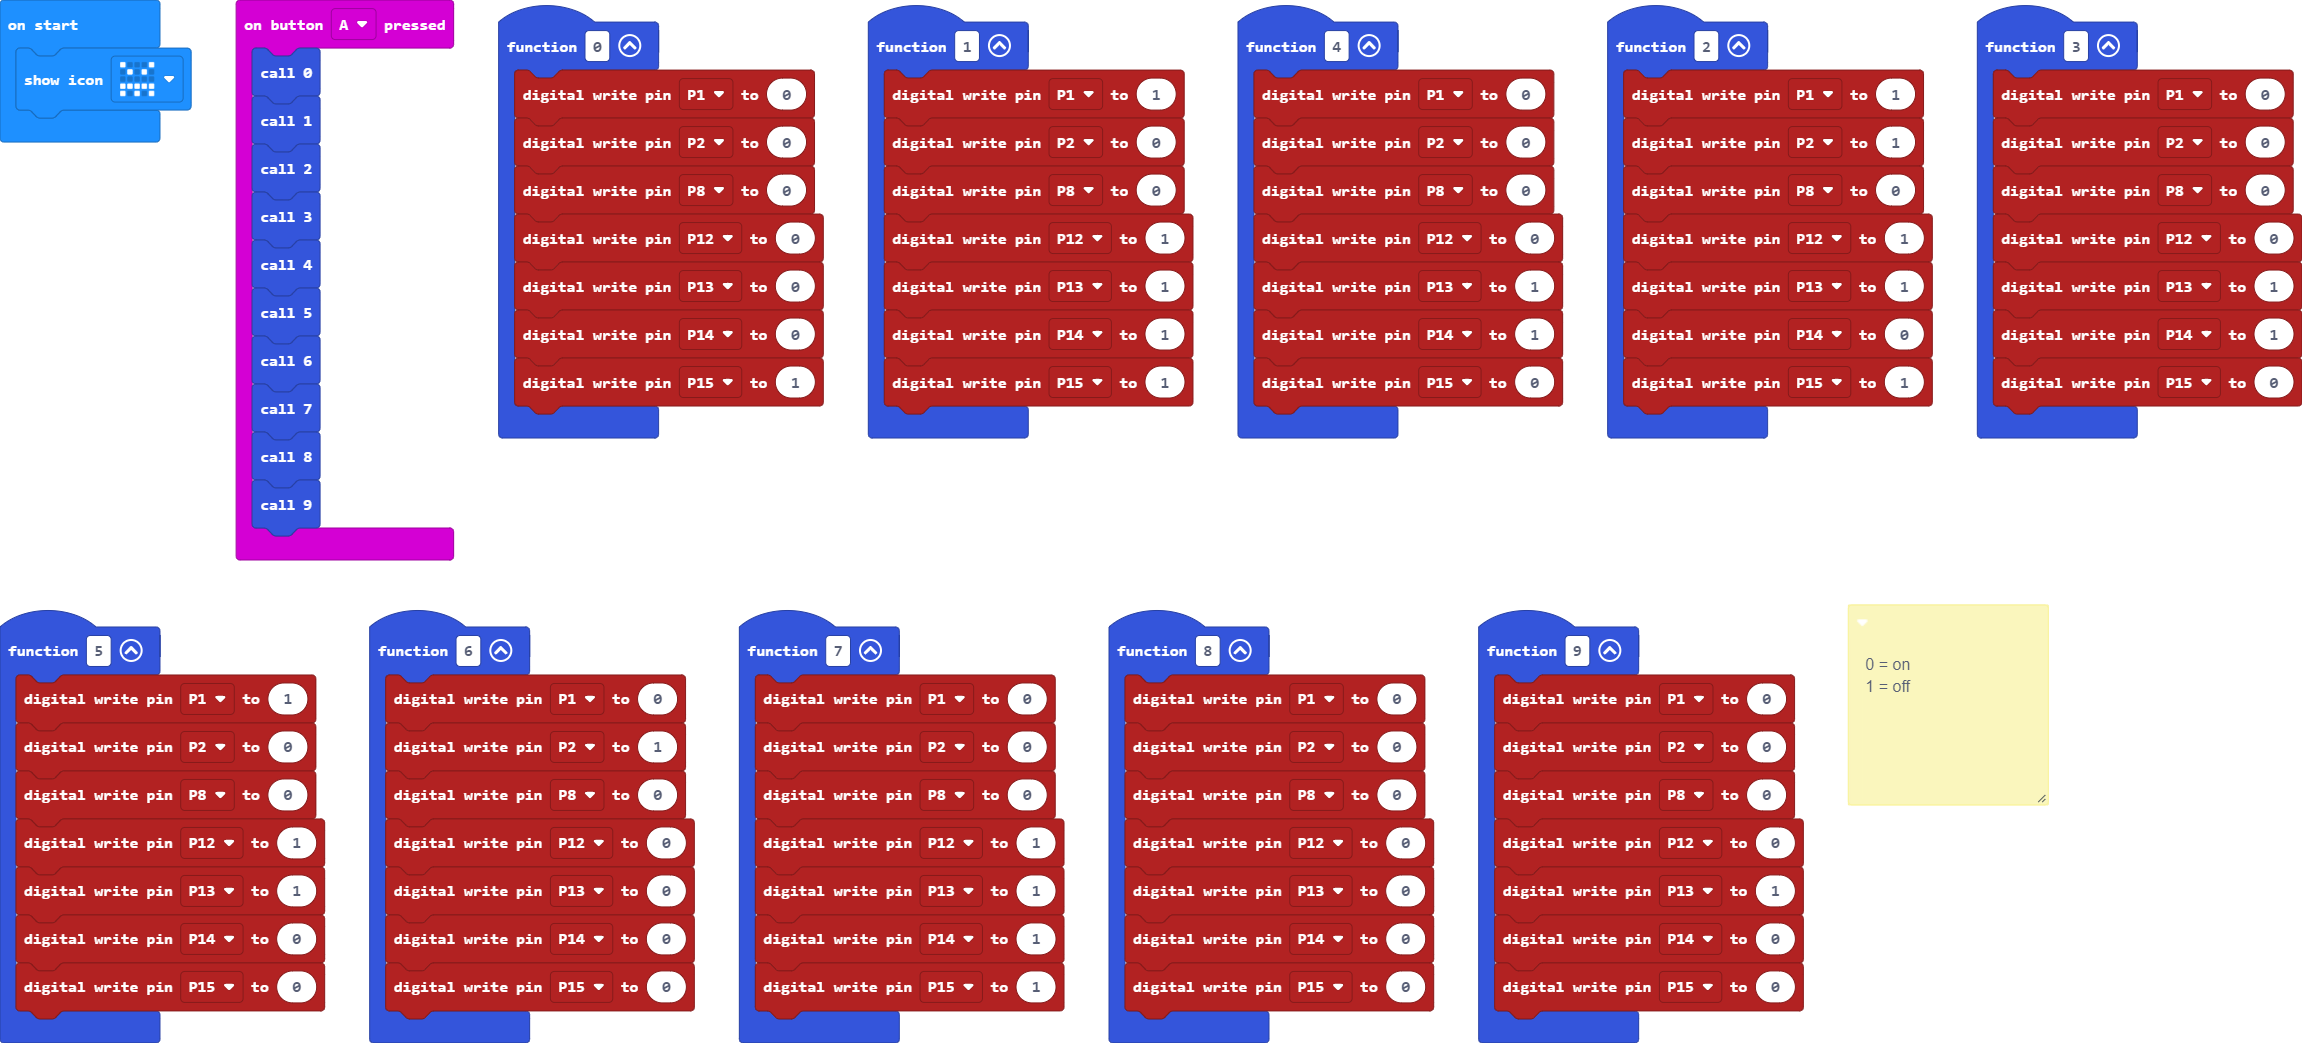 on start
show icon
on button A pressed
call 0
call 1
call 2
call 3
call 4
call 5
call 6
call 7
call 8
call 9
function 0
digital write pin P1 to 0
digital write pin P2 to 0
digital write pin P8 to 0
digital write pin P12 to 0
digital write pin P13 to 0
digital write pin P14 to 0
digital write pin P15 to 1
function 1
digital write pin P1 to 1
digital write pin P2 to 0
digital write pin P8 to 0
digital write pin P12 to 1
digital write pin P13 to 1
digital write pin P14 to 1
digital write pin P15 to 1
function 4
digital write pin P1 to 0
digital write pin P2 to 0
digital write pin P8 to 0
digital write pin P12 to 0
digital write pin P13 to 1
digital write pin P14 to 1
digital write pin P15 to 0
function 2
digital write pin P1 to 1
digital write pin P2 to 1
digital write pin P8 to 0
digital write pin P12 to 1
digital write pin P13 to 1
digital write pin P14 to 0
digital write pin P15 to 1
function 3
digital write pin P1 to 0
digital write pin P2 to 0
digital write pin P8 to 0
digital write pin P12 to 0
digital write pin P13 to 1
digital write pin P14 to 1
digital write pin P15 to 0
function 5
digital write pin P1 to 1
digital write pin P2 to 0
digital write pin P8 to 0
digital write pin P12 to 1
digital write pin P13 to 1
digital write pin P14 to 0
digital write pin P15 to 0
function 6
digital write pin P1 to 0
digital write pin P2 to 1
digital write pin P8 to 0
digital write pin P12 to 0
digital write pin P13 to 0
digital write pin P14 to 0
digital write pin P15 to 0
function 7
digital write pin P1 to 0
digital write pin P2 to 0
digital write pin P8 to 0
digital write pin P12 to 1
digital write pin P13 to 1
digital write pin P14 to 1
digital write pin P15 to 1
function 8
digital write pin P1 to 0
digital write pin P2 to 0
digital write pin P8 to 0
digital write pin P12 to 0
digital write pin P13 to 0
digital write pin P14 to 0
digital write pin P15 to 0
function 9
digital write pin P1 to 0
digital write pin P2 to 0
digital write pin P8 to 0
digital write pin P12 to 0
digital write pin P13 to 1
digital write pin P14 to 0
digital write pin P15 to 0
0 = on
1 = off